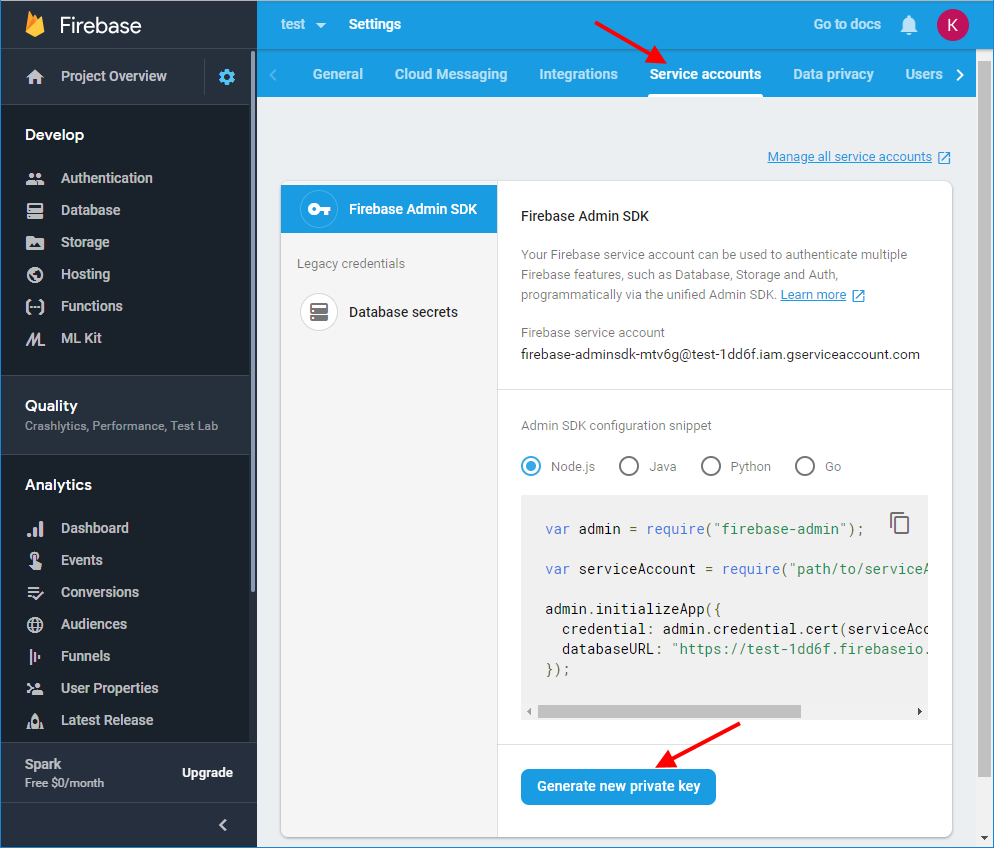 Firebase
test
Settings
Go to docs
K
Project Overview
General
Cloud Messaging
Integrations
Service accounts
Data privacy
Users
Develop
Authentication
Database
Storage
Hosting
Functions
ML Kit
Quality
Crashlytics, Performance, Test Lab
Analytics
Dashboard
Events
Conversions
Audiences
Funnels
User Properties
Latest Release
Spark
Free $0/month
Upgrade
Manage all service accounts
Firebase Admin SDK
Legacy credentials
Database secrets
Firebase Admin SDK
Your Firebase service account can be used to authenticate multiple
Firebase features, such as Database, Storage and Auth,
programmatically via the unified Admin SDK. Learn more
Firebase service account
firebase-adminsdk-mtv6g@test-1dd6f.iam.gserviceaccount.com
Admin SDK configuration snippet
Node.js
Java
Python
Go
var admin = require("firebase-admin");
var serviceAccount = require("path/to/serviceA
admin.initializeApp({
credential: admin.credential.cert(serviceAcc
databaseURL: "https://test-1dd6f.firebaseio.
});
Generate new private key